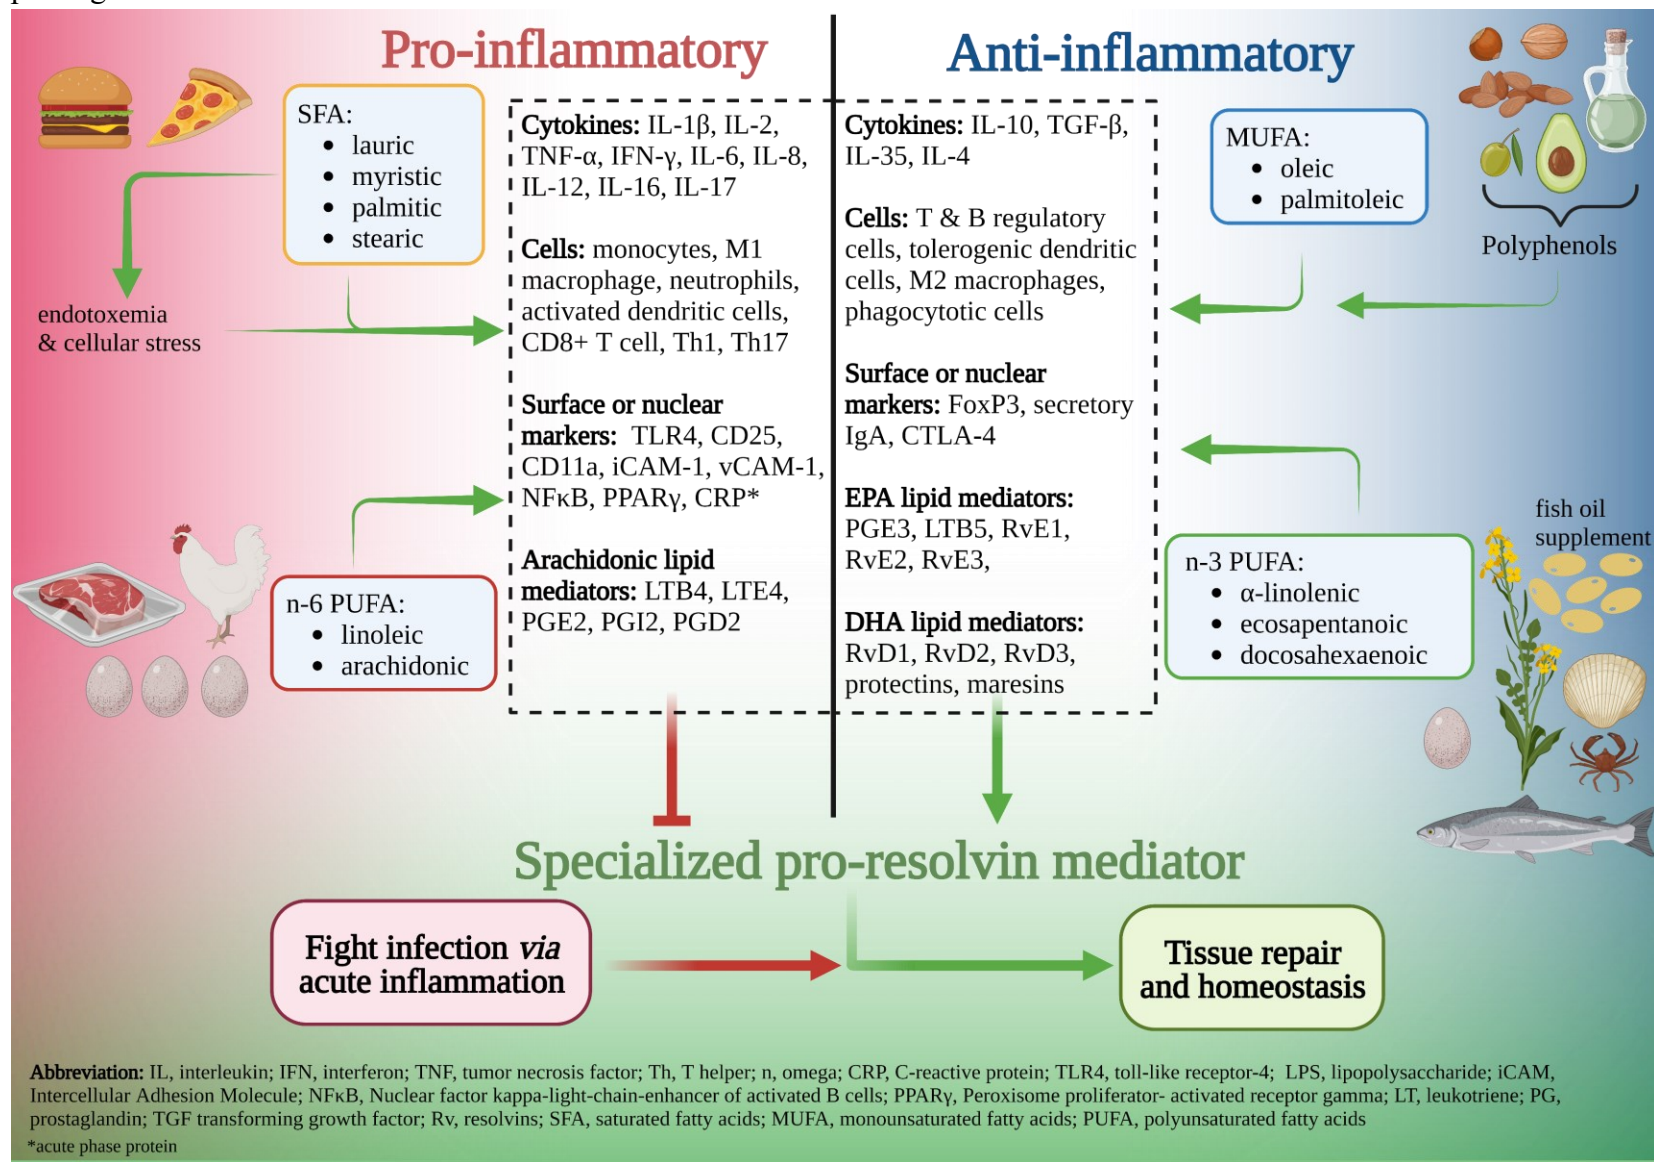 Pro-inflammatory
Anti-inflammatory
SFA:
• lauric
• myristic
• palmitic
• stearic
endotoxemia
& cellular stress
n-6 PUFA:
• linoleic
• arachidonic
Cytokines: IL-1β, IL-2,
TNF-α, IFN-γ, IL-6, IL-8,
IL-12, IL-16, IL-17
Cells: monocytes, M1
macrophage, neutrophils,
activated dendritic cells,
CD8+ T cell, Th1, Th17
Surface or nuclear
markers: TLR4, CD25,
CD11a, iCAM-1, vCAM-1,
NFκB, PPARγ, CRP*
Arachidonic lipid
mediators: LTB4, LTE4,
PGE2, PGI2, PGD2
Cytokines: IL-10, TGF-β,
IL-35, IL-4
Cells: T & B regulatory
cells, tolerogenic dendritic
cells, M2 macrophages,
phagocytotic cells
Surface or nuclear
markers: FoxP3, secretory
IgA, CTLA-4
EPA lipid mediators:
PGE3, LTB5, RvE1,
RvE2, RvE3,
DHA lipid mediators:
RvD1, RvD2, RvD3,
protectins, maresins
MUFA:
• oleic
• palmitoleic
Polyphenols
fish oil
supplement
n-3 PUFA:
• α-linolenic
• ecosapentanoic
• docosahexaenoic
Specialized pro-resolvin mediator
Fight infection via
acute inflammation
Tissue repair
and homeostasis
Abbreviation: IL, interleukin; IFN, interferon; TNF, tumor necrosis factor; Th, T helper; n, omega; CRP, C-reactive protein; TLR4, toll-like receptor-4; LPS, lipopolysaccharide; iCAM,
Intercellular Adhesion Molecule; NFκB, Nuclear factor kappa-light-chain-enhancer of activated B cells; PPARγ, Peroxisome proliferator- activated receptor gamma; LT, leukotriene; PG,
prostaglandin; TGF transforming growth factor; Rv, resolvins; SFA, saturated fatty acids; MUFA, monounsaturated fatty acids; PUFA, polyunsaturated fatty acids
*acute phase protein